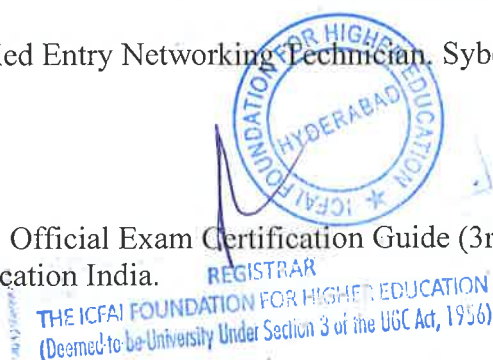 ed Entry Networking Technician. Sybe
ICFAI FOUNDATION FOR HIGHER EDUCATION
HYDERABAD
Official Exam Certification Guide (3r
cation India.
REGISTRAR
THE ICFAI FOUNDATION FOR HIGHER EDUCATION
(Deemed-to-be-University Under Section 3 of the UGC Act, 1956)